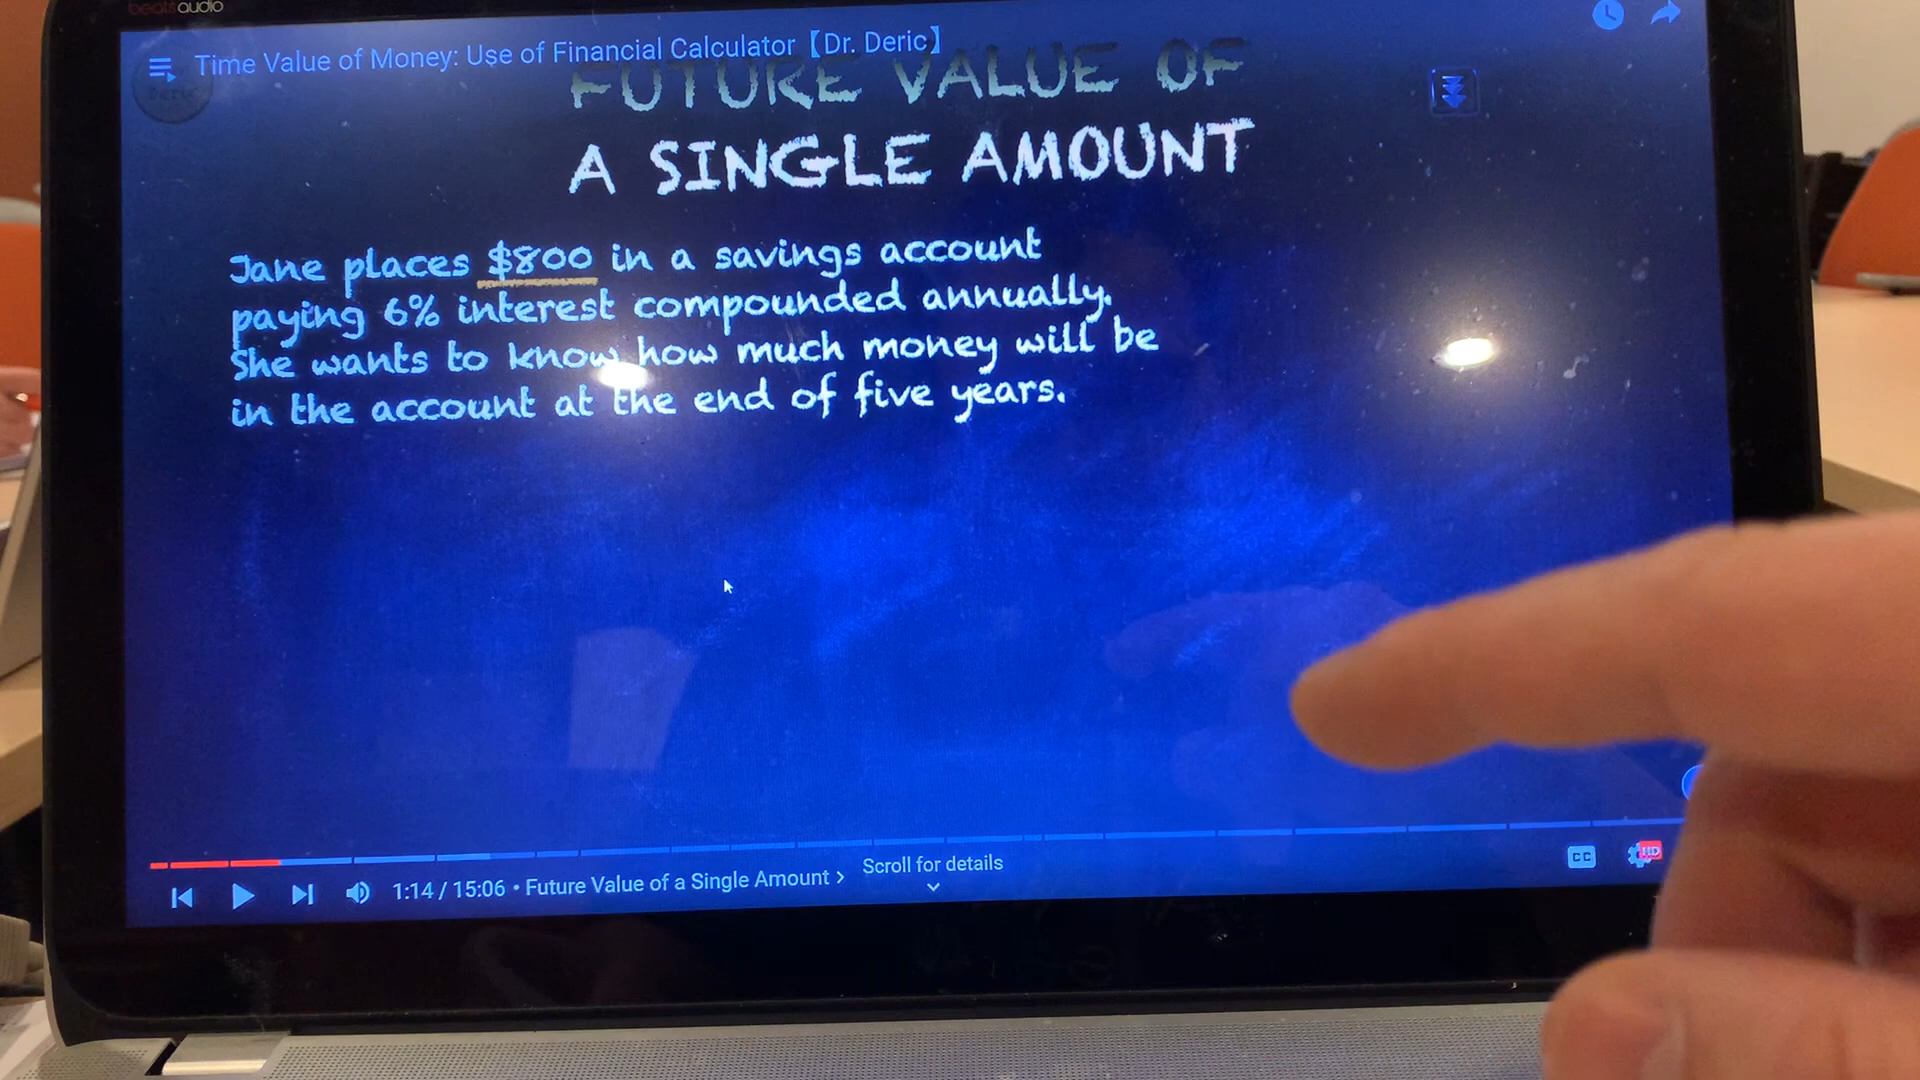 beatsaudio
Time Value of Money: Use of Financial Calculator【Dr. Deric】
FUTURE VALUE OF
A SINGLE AMOUNT
Jane places $800 in a savings account
paying 6% interest compounded annually.
She wants to know how much money will be
in the account at the end of five years.
Scroll for details
1:14 / 15:06 • Future Value of a Single Amount >
CC
HD